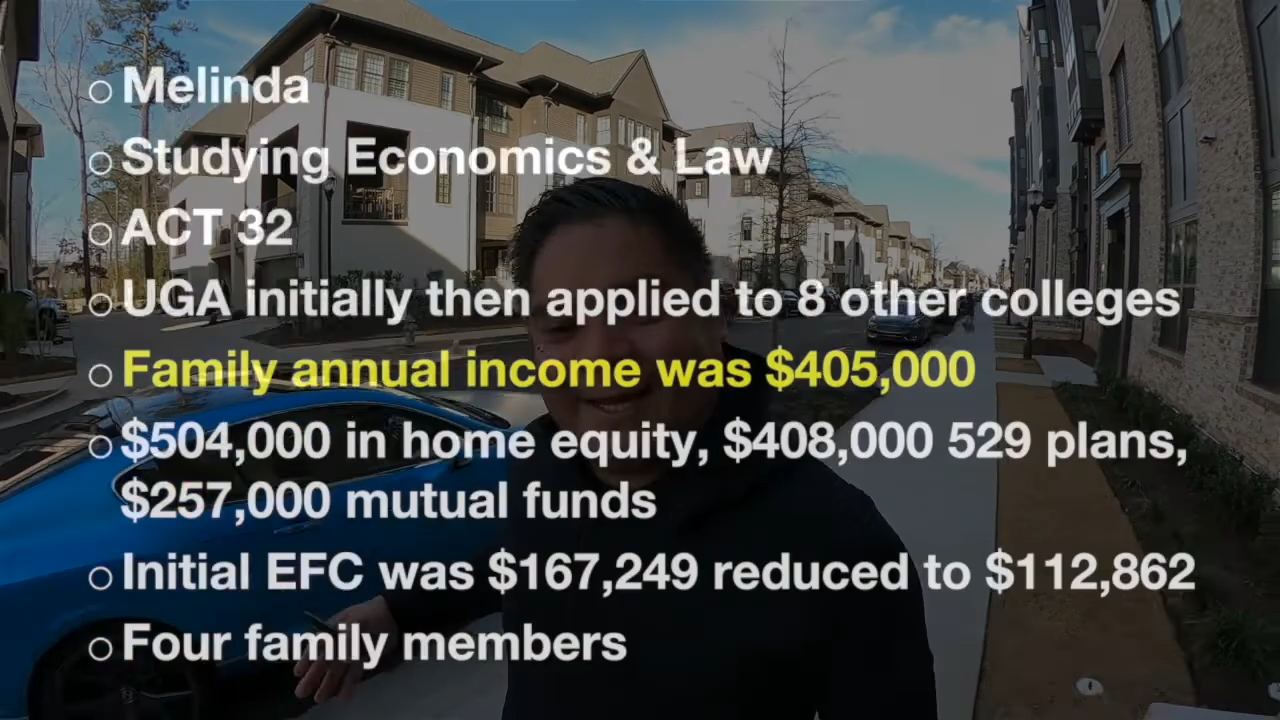 Melinda
Studying Economics & Law
ACT 32
UGA initially then applied to 8 other colleges
Family annual income was $405,000
$504,000 in home equity, $408,000 529 plans,
$257,000 mutual funds
Initial EFC was $167,249 reduced to $112,862
Four family members